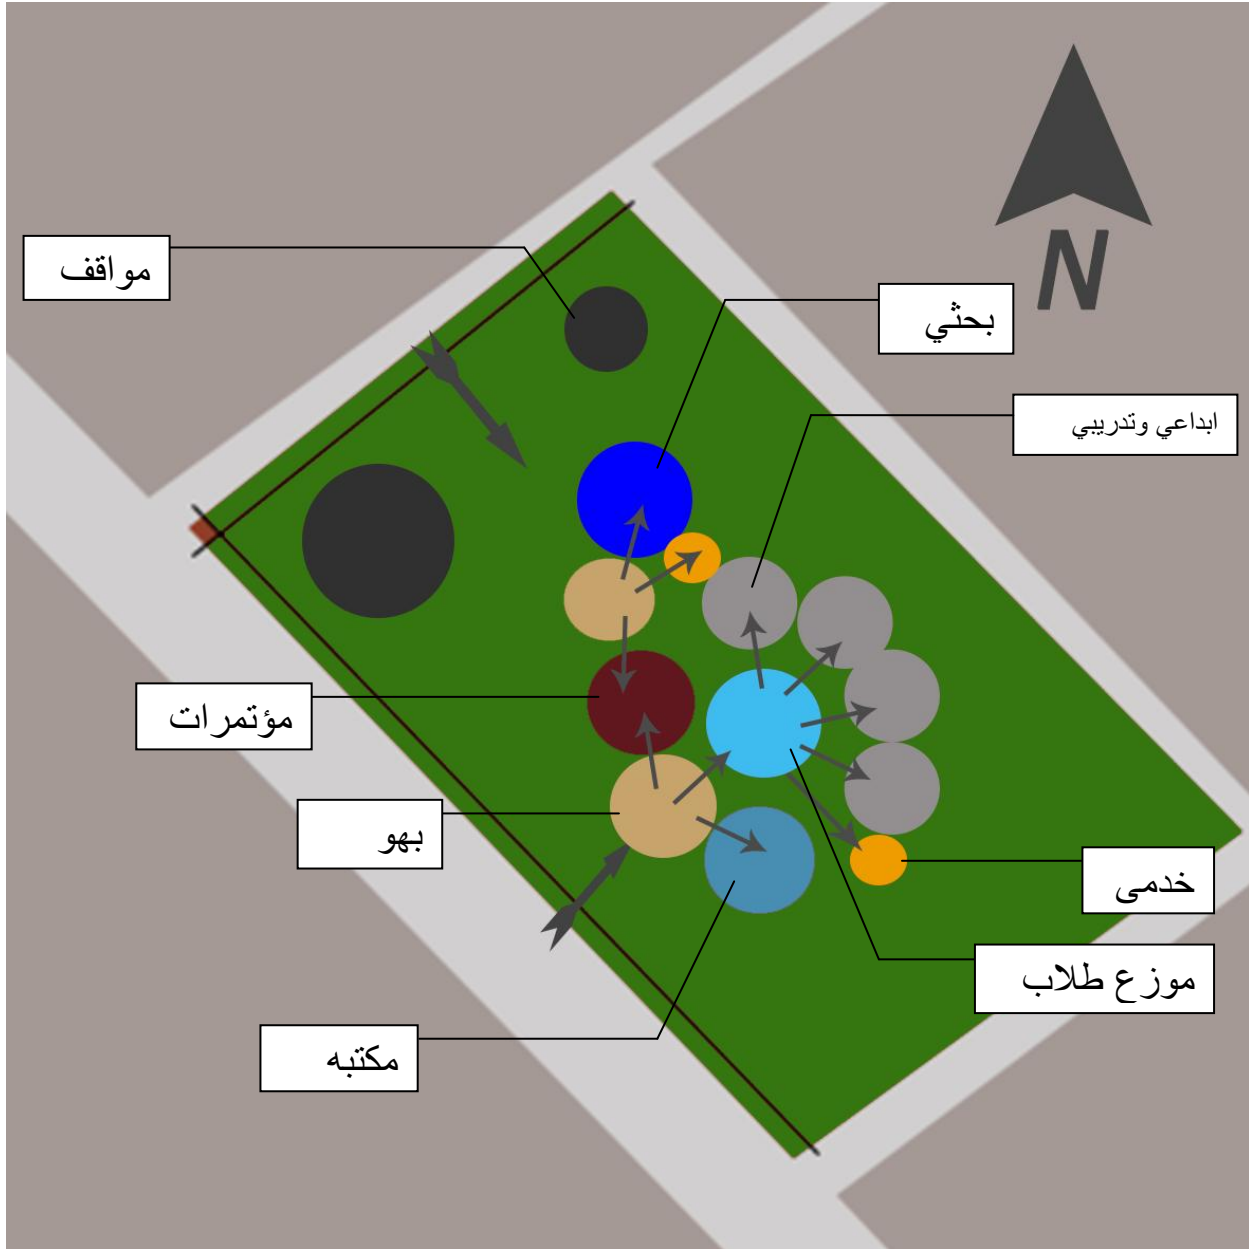 مواقف
بحثي
ابداعي وتدريبي
N
مؤتمرات
بهو
خدمى
موزع طلاب
مكتبه